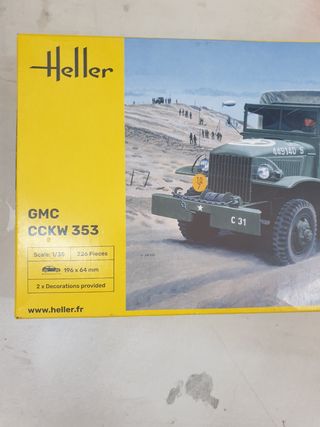 Heller
449140 S
C 31
GMC
CCKW 353
Scale: 1/35
226 Pieces
196 x 64 mm
2 x Decorations provided
www.heller.fr